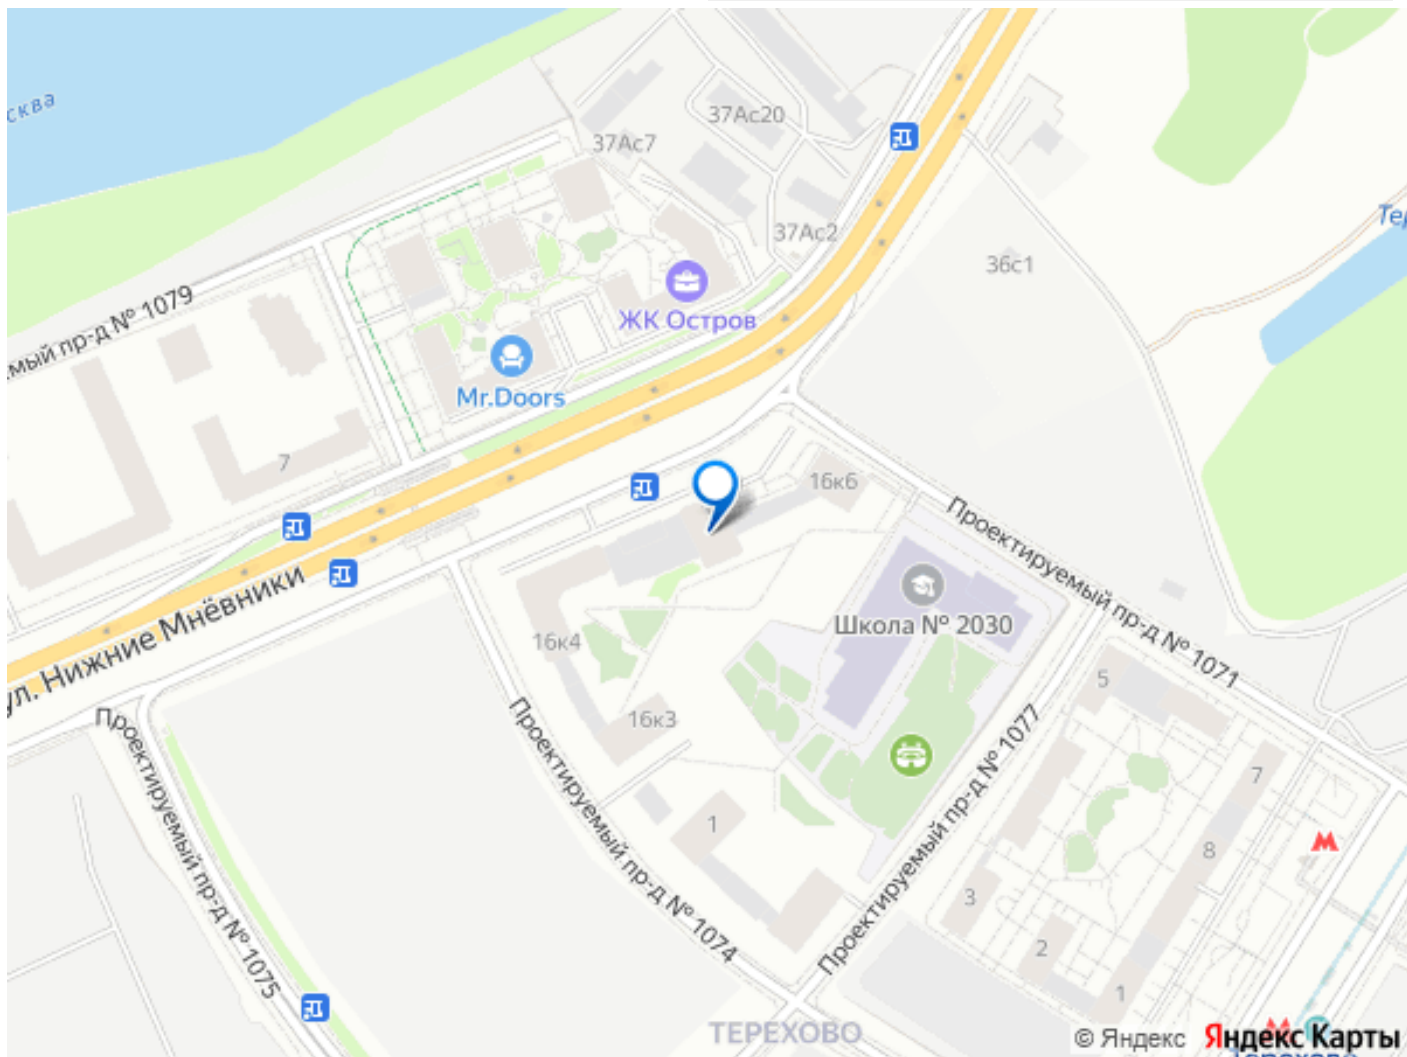 сква
37Ас20
37Ас7
Тер
37Ас2
36с1
ЖК Остров
мый пр-д № 1079
Mr.Doors
7
16к6
Проектируемый пр-д № 1071
ул. Нижние Мнёвники
Школа № 2030
16к4
5
16к3
Проектируемый пр-д № 1075
Проектируемый пр-д № 1074
Проектируемый пр-д № 1077
7
1
8
3
2
1
ТЕРЕХОВО
© Яндекс Яндекс Карты